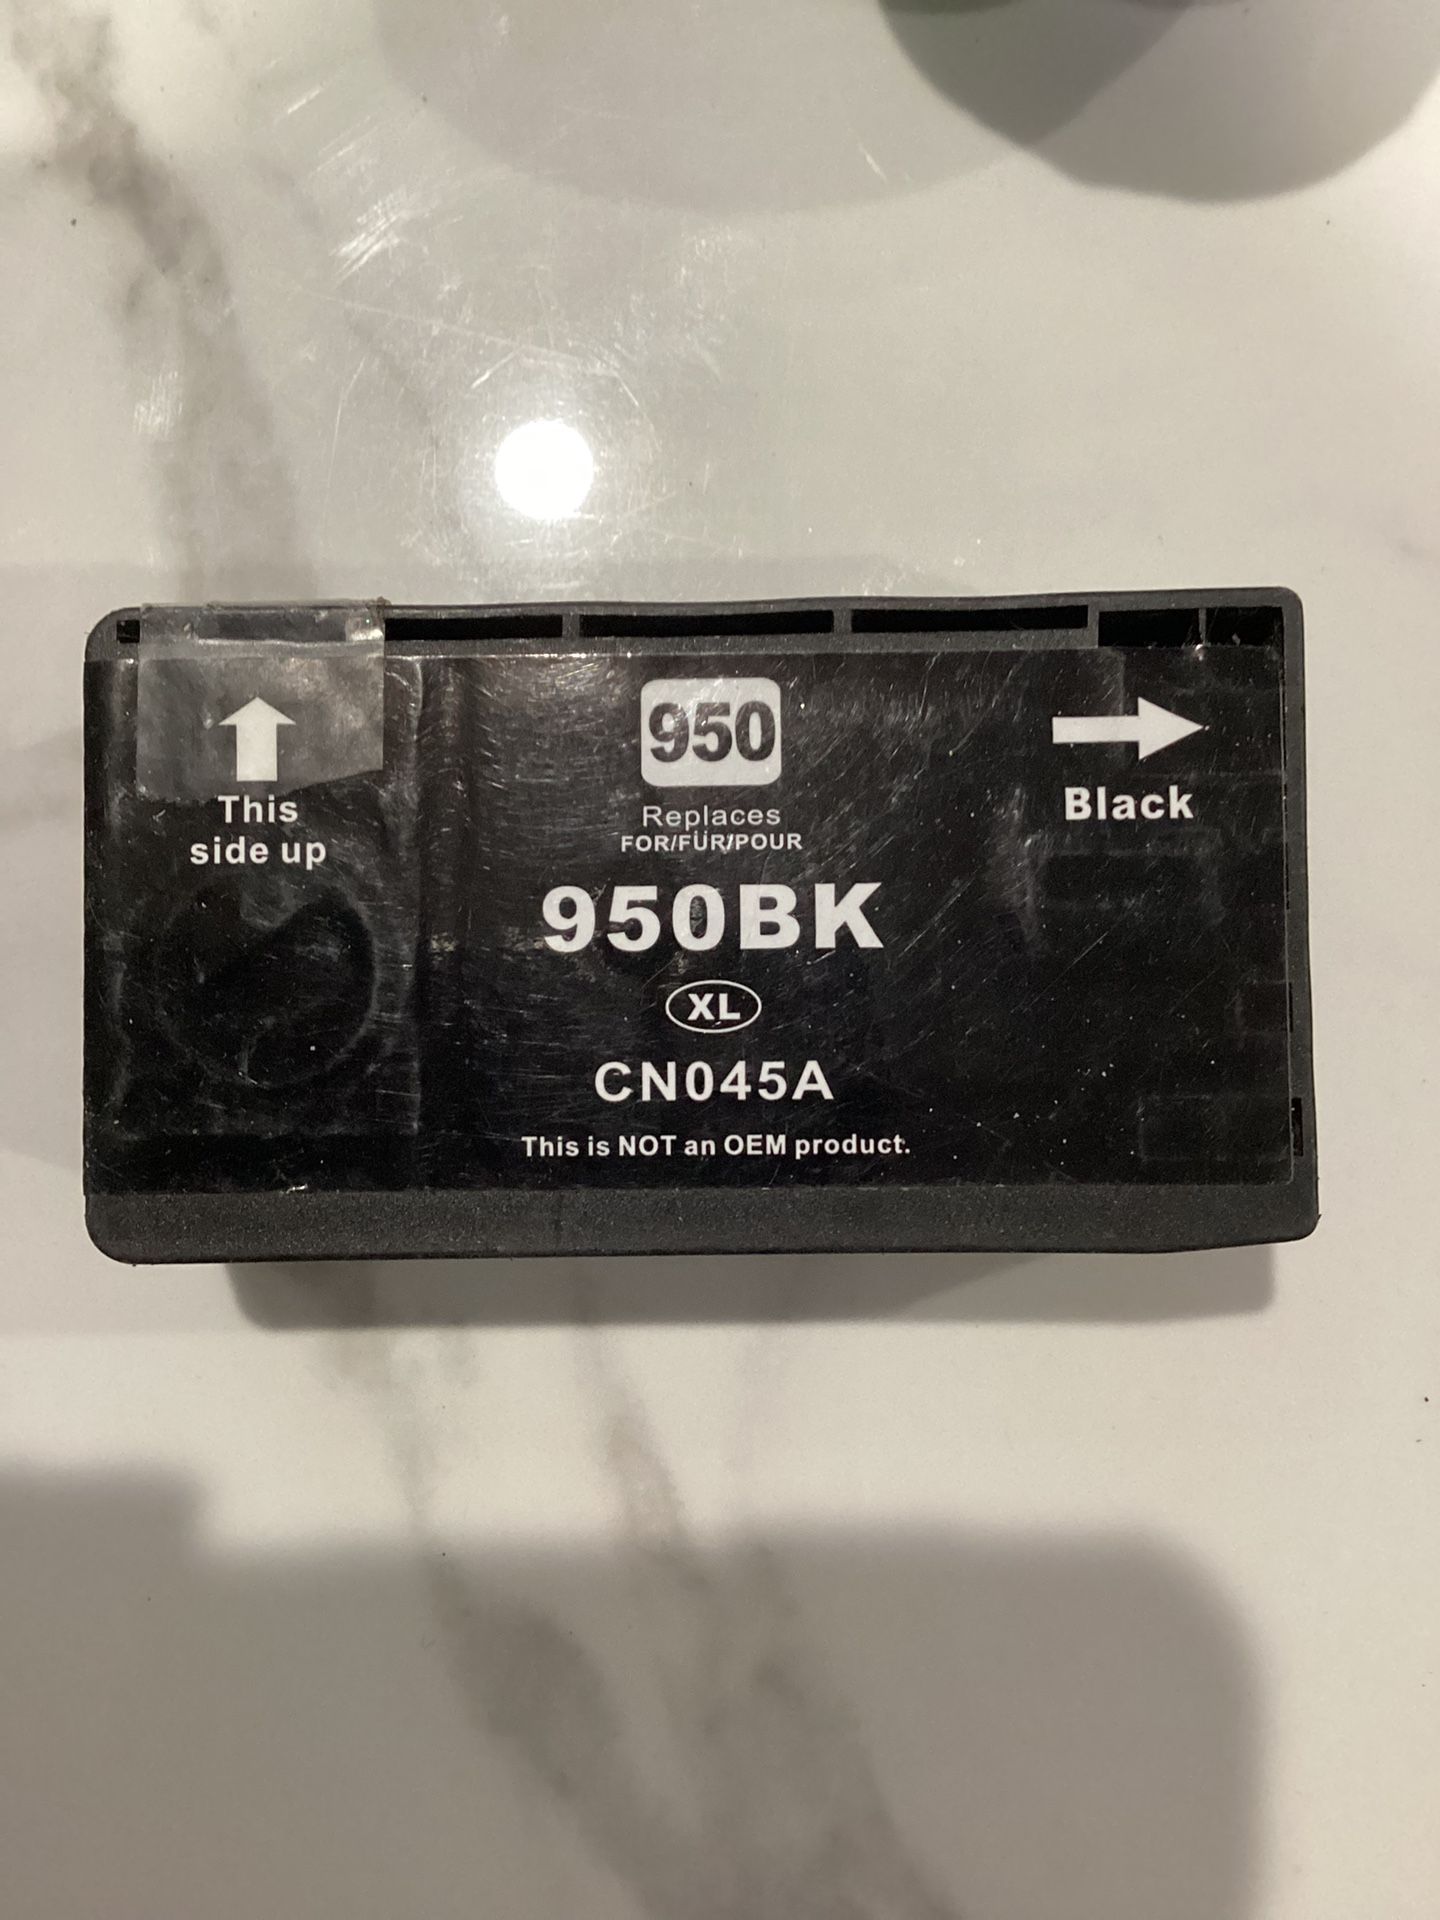 950
This
side up
Replaces
FOR/FÜR/POUR
Black
950BK
XL
CN045A
This is NOT an OEM product.